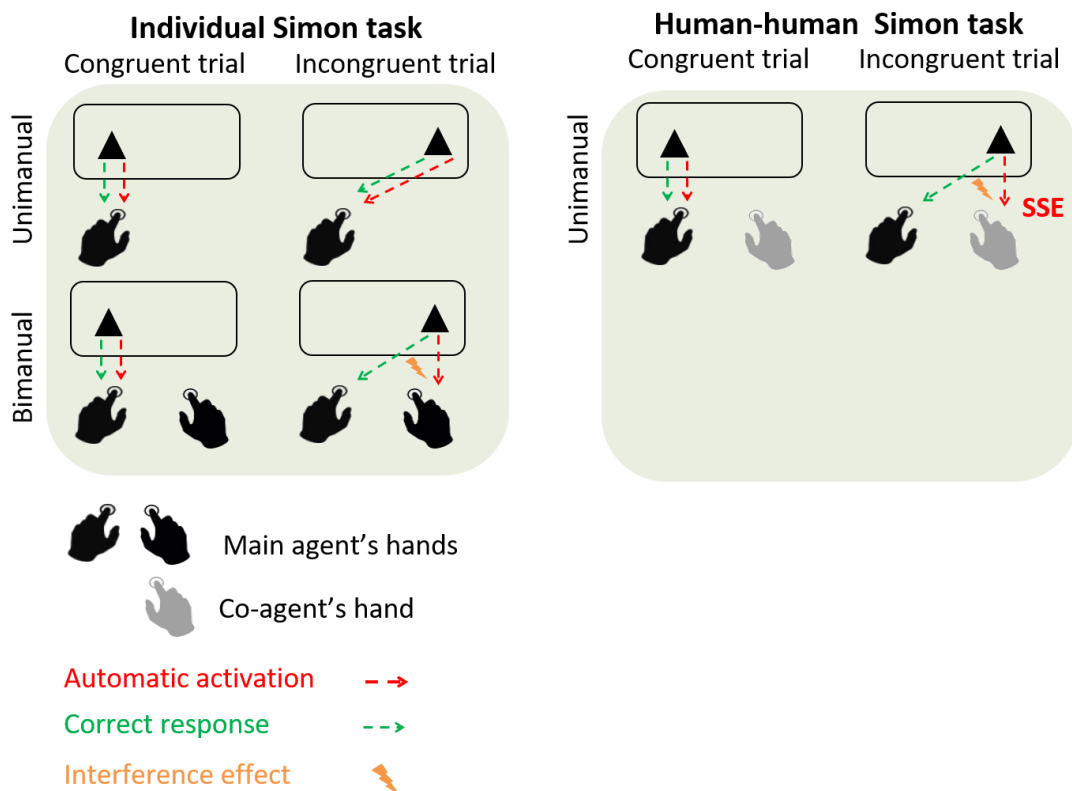 Individual Simon task
Congruent trial Incongruent trial
Unimanual
Bimanual
Human-human Simon task
Congruent trial Incongruent trial
Unimanual
SSE
Main agent’s hands
Co-agent’s hand
Automatic activation
Correct response
Interference effect